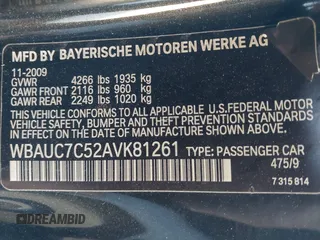 MFD BY BAYERISCHE MOTOREN WERKE AG
11-2009
GVWR 4266 lbs 1935 kg
GAWR FRONT 2116 lbs 960 kg
GAWR REAR 2249 lbs 1020 kg
THIS VEHICLE CONFORMS TO ALL APPLICABLE U.S.FEDERAL MOTOR
VEHICLE SAFETY, BUMPER, AND THEFT PREVENTION STANDARDS
IN EFFECT ON THE DATE OF MANUFACTURE SHOWN ABOVE.
WBAUC7C52AVK81261 TYPE: PASSENGER CAR
475/9
7 315 814
DREAMBID